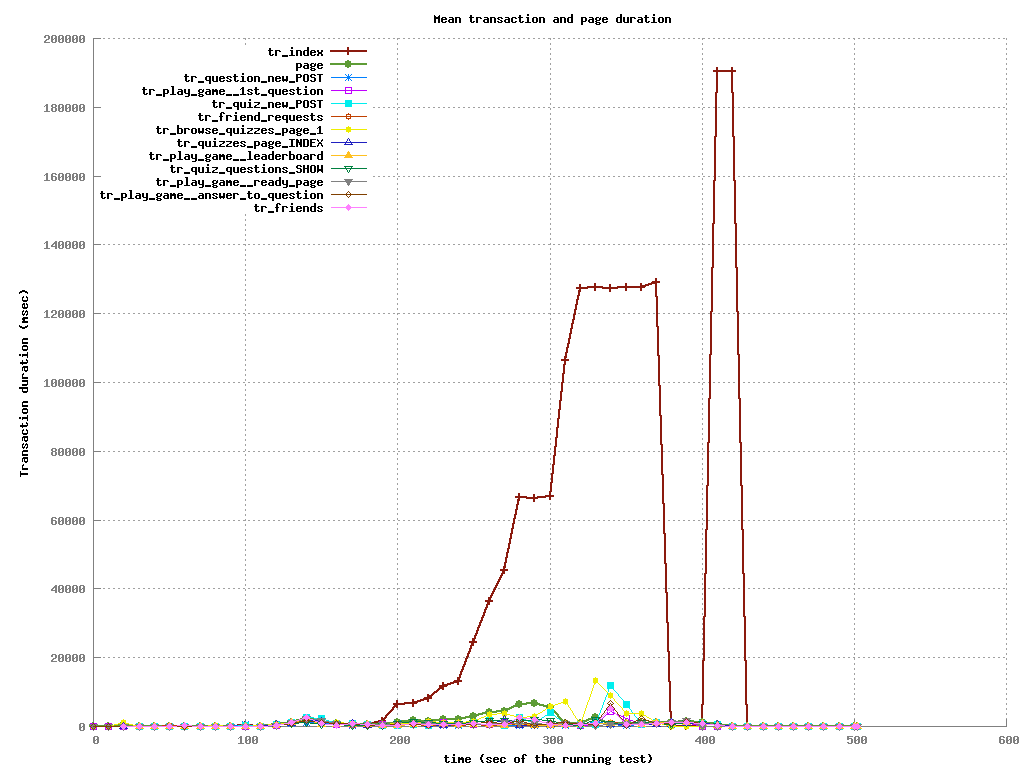 Mean transaction and page duration
200000
180000
160000
140000
120000
100000
80000
60000
40000
20000
0
Transaction duration (msec)
tr_index
page
tr_question_new_POST
tr_play_game__1st_question
tr_quiz_new_POST
tr_friend_requests
tr_browse_quizzes_page_1
tr_quizzes_page_INDEX
tr_play_game__leaderboard
tr_quiz_questions_SHOW
tr_play_game__ready_page
tr_play_game__answer_to_question
tr_friends
0 100 200 300 400 500 600
time (sec of the running test)